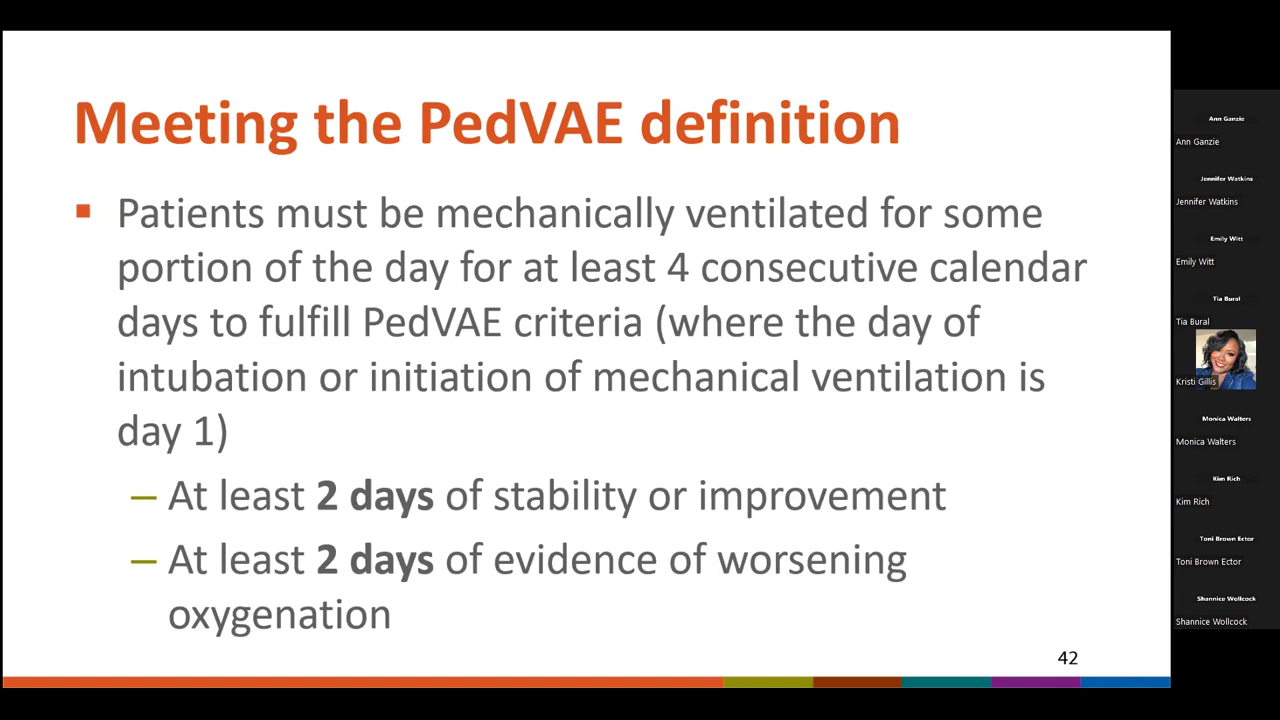 Meeting the PedVAE definition
Patients must be mechanically ventilated for some
portion of the day for at least 4 consecutive calendar
days to fulfill PedVAE criteria (where the day of
intubation or initiation of mechanical ventilation is
day 1)
– At least 2 days of stability or improvement
– At least 2 days of evidence of worsening
oxygenation
42
Ann Ganzie
Ann Ganzie
Jennifer Watkins
Jennifer Watkins
Emily Witt
Emily Witt
Tia Bural
Tia Bural
Kristi Gillis
Monica Walters
Monica Walters
Kim Rich
Kim Rich
Toni Brown Ector
Toni Brown Ector
Shannice Wollcock
Shannice Wollcock